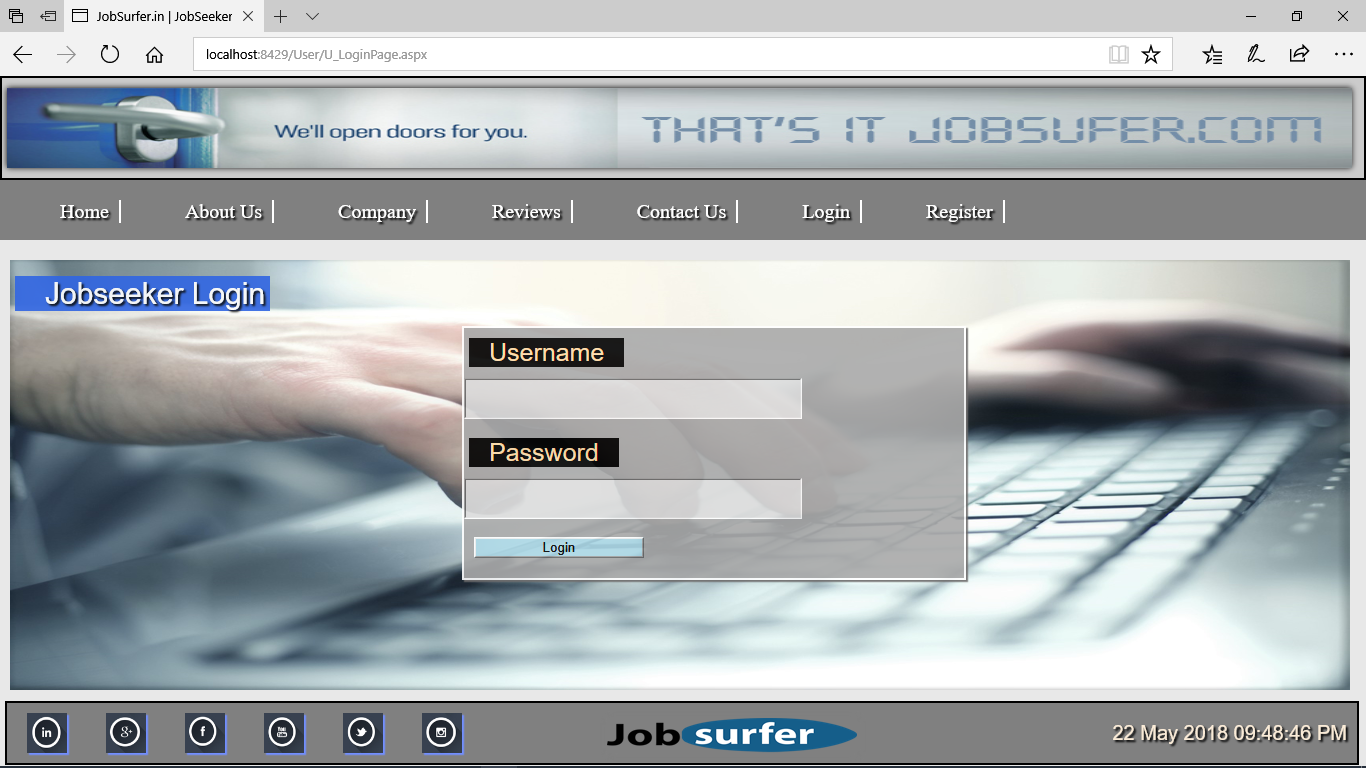 JobSurfer.in | JobSeeker
localhost:8429/User/U_LoginPage.aspx
We'll open doors for you.
THAT'S IT JOBSUFER.COM
Home
About Us
Company
Reviews
Contact Us
Login
Register
Jobseeker Login
Username
Password
Login
in
g+
f
You Tube
Job surfer
22 May 2018 09:48:46 PM